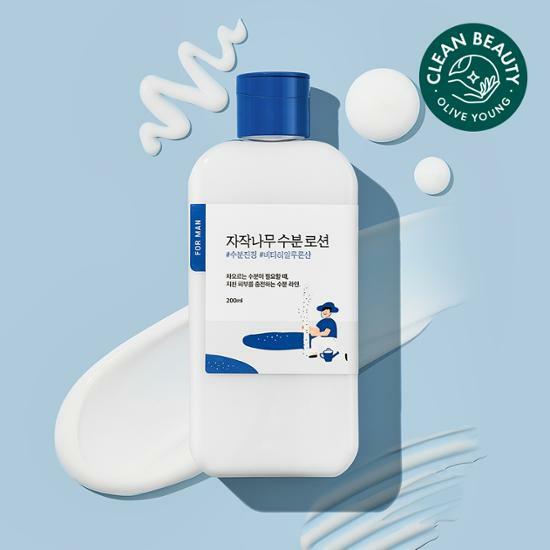 CLEAN BEAUTY
OLIVE YOUNG
FOR MAN
자작나무 수분 로션
#수분진정 #비타히알루론산
차오르는 수분이 필요할 때,
지친 피부를 충전하는 수분 라인.
200ml